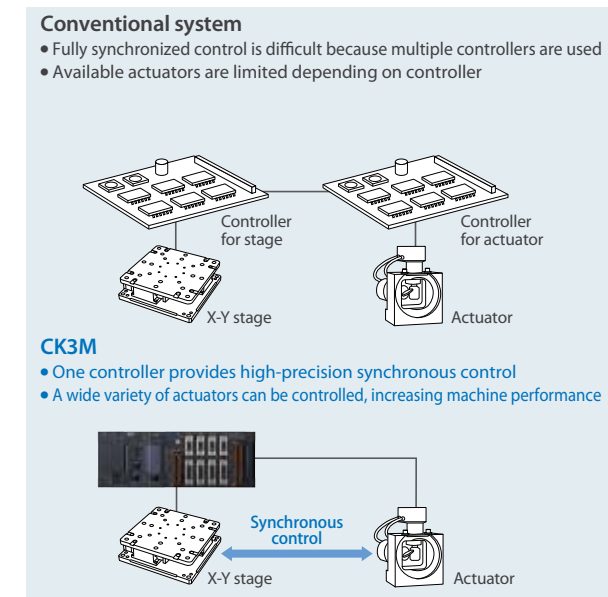 Conventional system
• Fully synchronized control is difficult because multiple controllers are used
• Available actuators are limited depending on controller
Controller
for stage
Controller
for actuator
X-Y stage
Actuator
CK3M
• One controller provides high-precision synchronous control
• A wide variety of actuators can be controlled, increasing machine performance
Synchronous
control
X-Y stage
Actuator